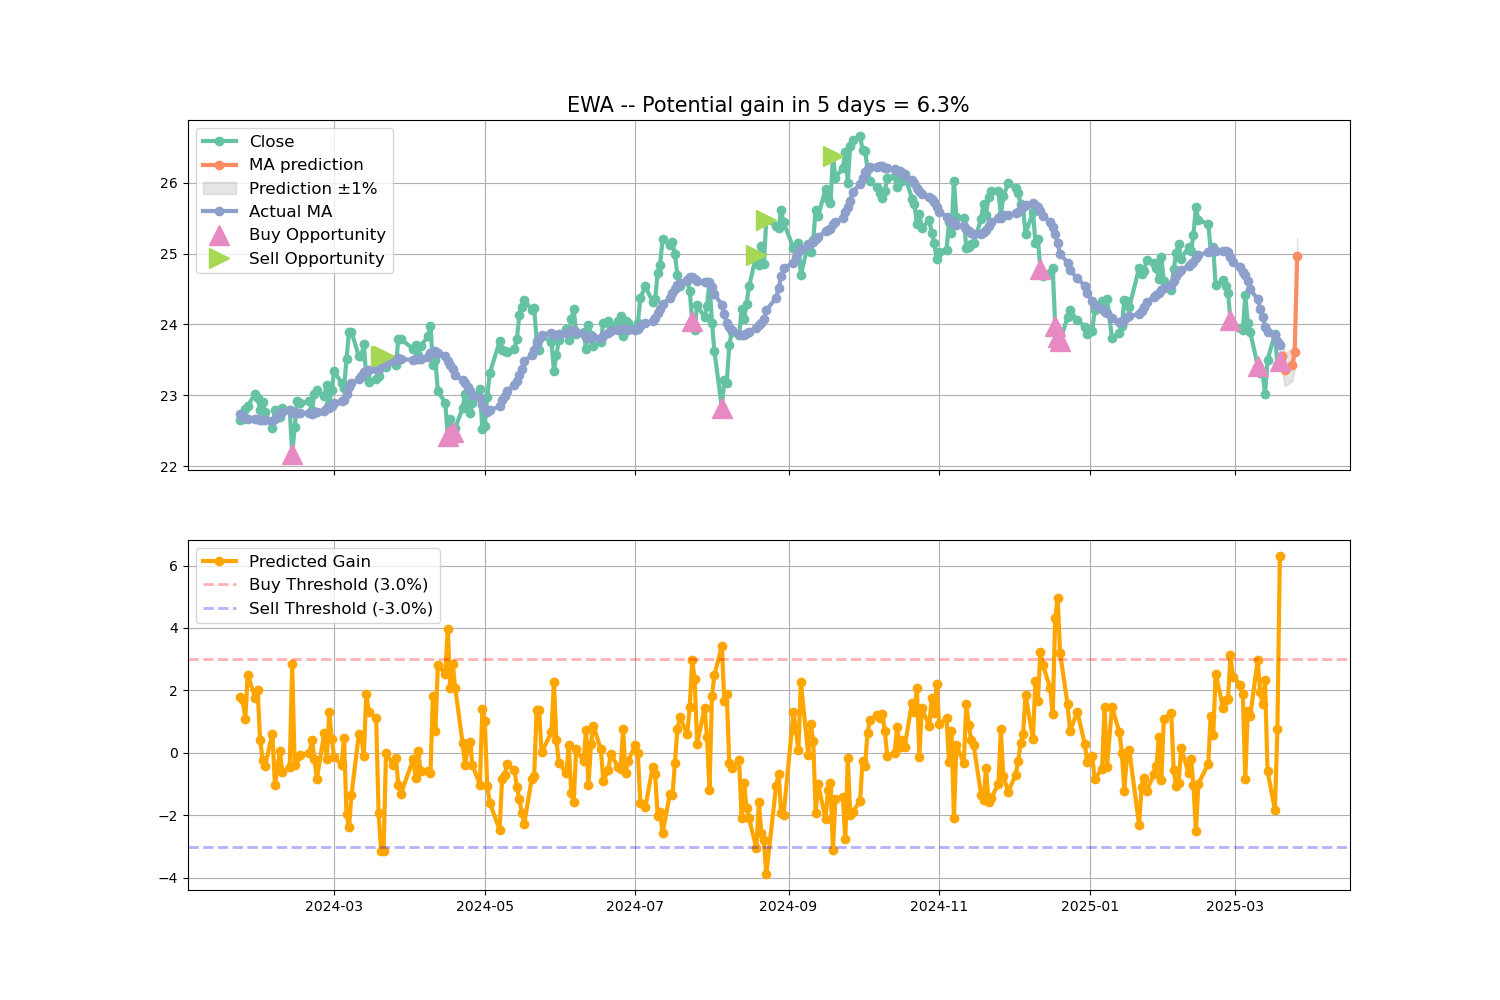 EWA -- Potential gain in 5 days = 6.3%
Close
MA prediction
Prediction ±1%
Actual MA
Buy Opportunity
Sell Opportunity
26
25
24
23
22
Predicted Gain
Buy Threshold (3.0%)
Sell Threshold (-3.0%)
6
4
2
0
−2
−4
2024-03 2024-05 2024-07 2024-09 2024-11 2025-01 2025-03